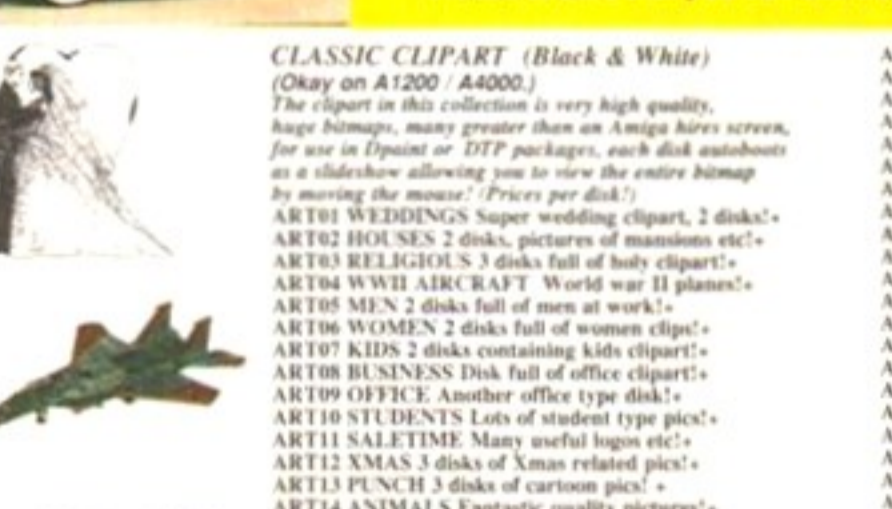 CLASSIC CLIPART (Black & White)
(Okay on A1200 / A4000.)
The clipart in this collection is very high quality,
huge bitmaps, many greater than an Amiga hires screen,
for use in Dpaint or DTP packages, each disk autoboots
as a slideshow allowing you to view the entire bitmap
by moving the mouse! (Prices per disk!)
ART01 WEDDINGS Super wedding clipart, 2 disks!+
ART02 HOUSES 2 disks, pictures of mansions etc!+
ART03 RELIGIOUS 3 disks full of holy clipart!+
ART04 WWII AIRCRAFT World war II planes!+
ART05 MEN 2 disks full of men at work!+
ART06 WOMEN 2 disks full of women clips!+
ART07 KIDS 2 disks containing kids clipart!+
ART08 BUSINESS Disk full of office clipart!+
ART09 OFFICE Another office type disk!+
ART10 STUDENTS Lots of student type pics!+
ART11 SALETIME Many useful logos etc!+
ART12 XMAS 3 disks of Xmas related pics!+
ART13 PUNCH 3 disks of cartoon pics! +
ART14 ANIMALS Fantastic quality pictures!+